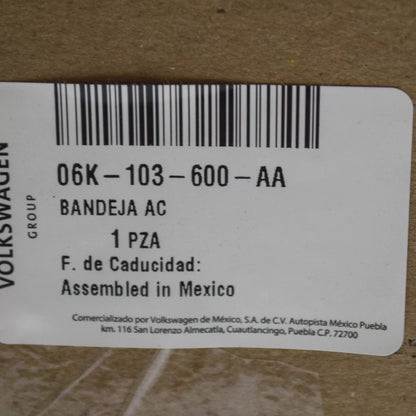 VOLKSWAGEN
GROUP
06K-103-600-AA
BANDEJA AC
1 PZA
F. de Caducidad:
Assembled in Mexico
Comercializado por Volkswagen de México, S.A. de C.V. Autopista México Puebla
km. 116 San Lorenzo Almecatla, Cuautlancingo, Puebla C.P. 72700